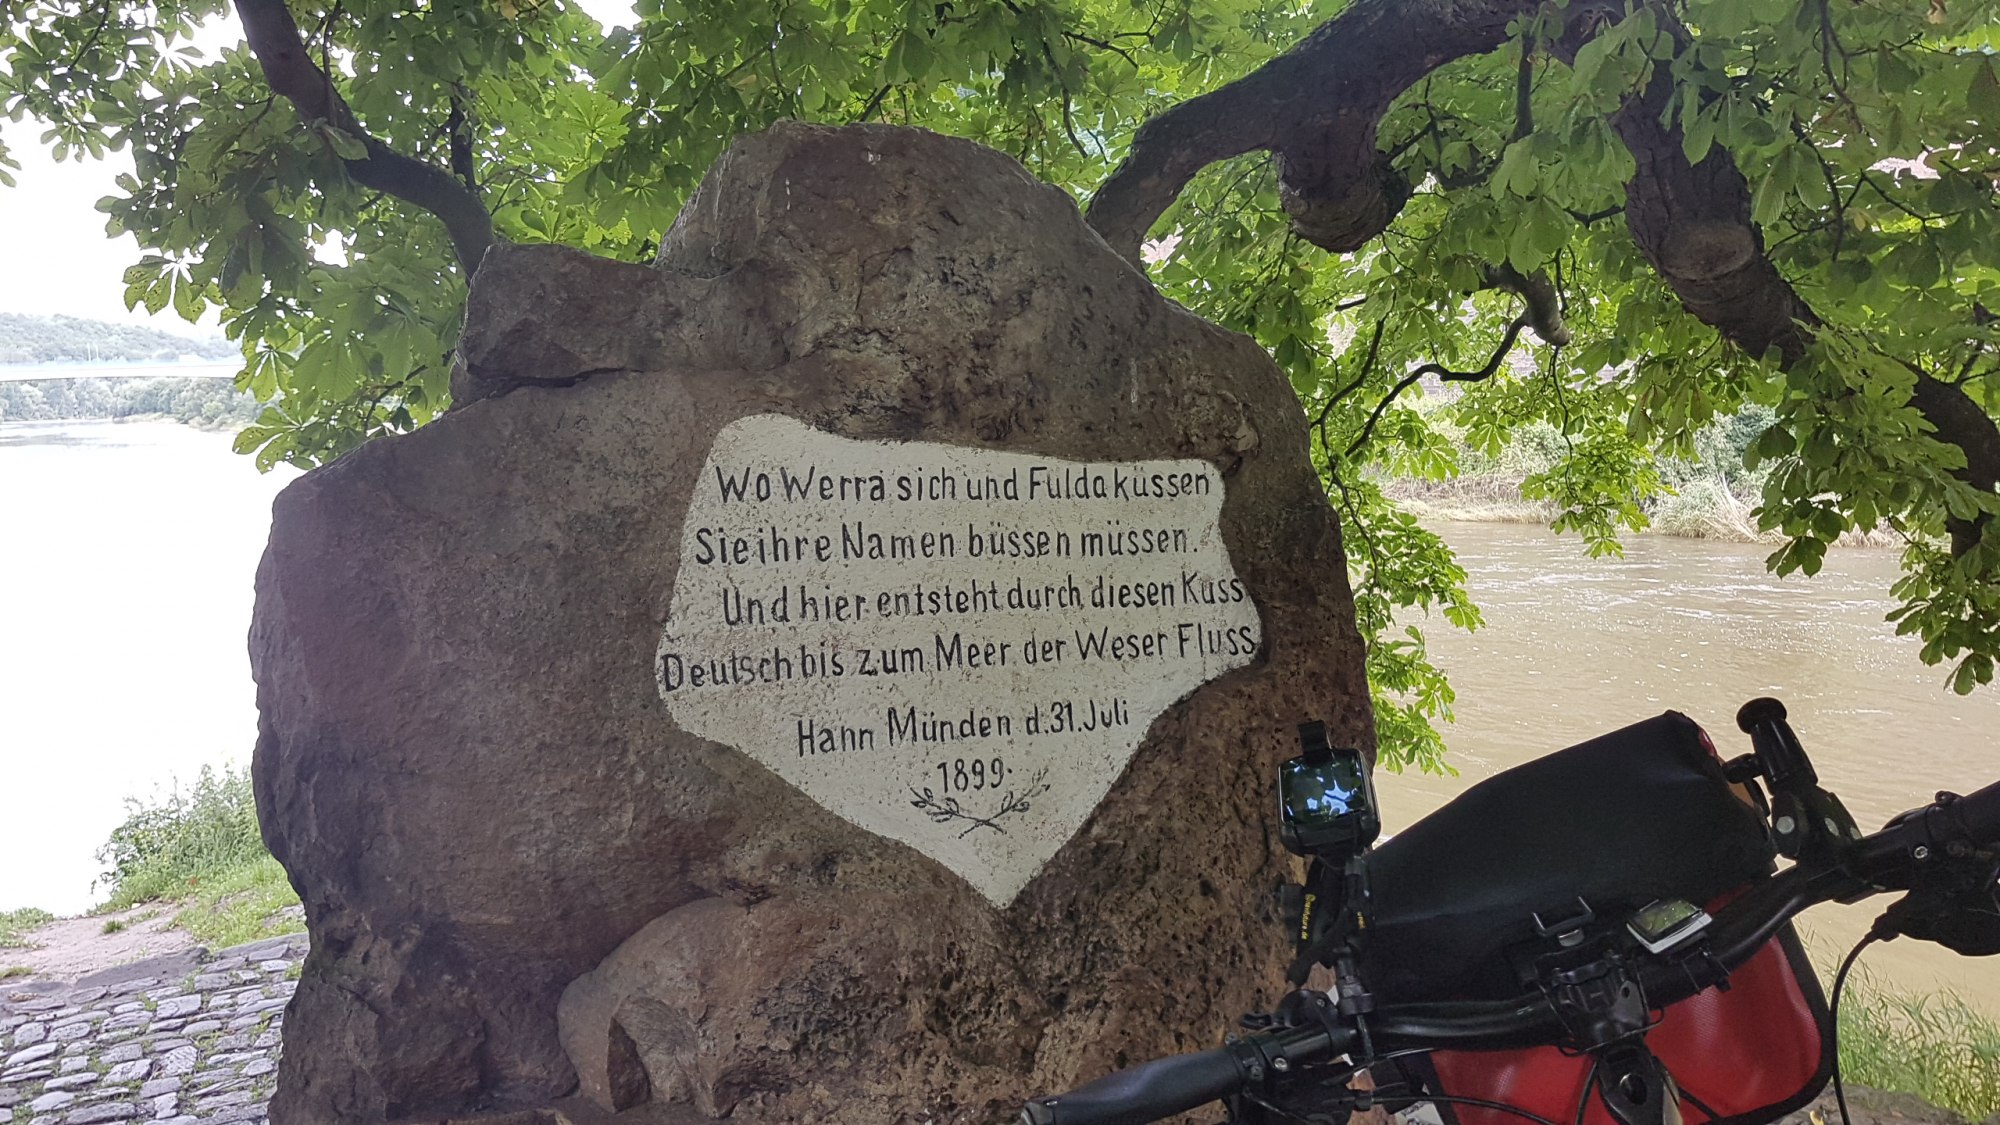 Wo Werra sich und Fulda küssen
Sie ihre Namen büssen müssen.
Und hier entsteht durch diesen Kuss
Deutsch bis zum Meer der Weser Fluss
Hann Münden d. 31. Juli
1899.